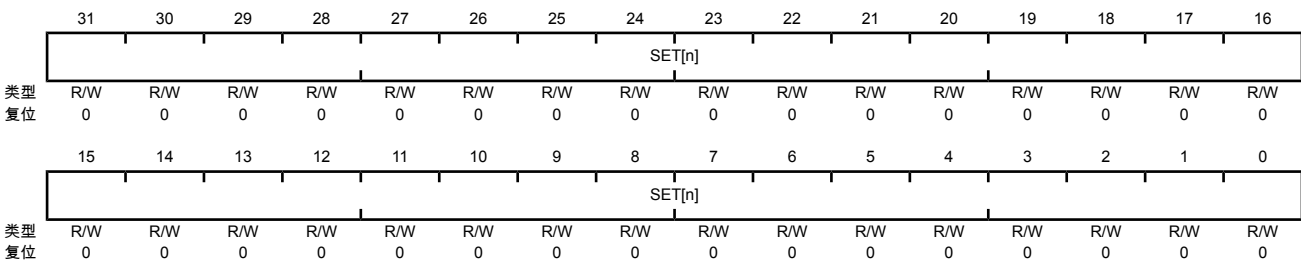 31 30 29 28 27 26 25 24 23 22 21 20 19 18 17 16
SET[n]
类型 R/W R/W R/W R/W R/W R/W R/W R/W R/W R/W R/W R/W R/W R/W R/W R/W
复位 0 0 0 0 0 0 0 0 0 0 0 0 0 0 0 0
15 14 13 12 11 10 9 8 7 6 5 4 3 2 1 0
SET[n]
类型 R/W R/W R/W R/W R/W R/W R/W R/W R/W R/W R/W R/W R/W R/W R/W R/W
复位 0 0 0 0 0 0 0 0 0 0 0 0 0 0 0 0